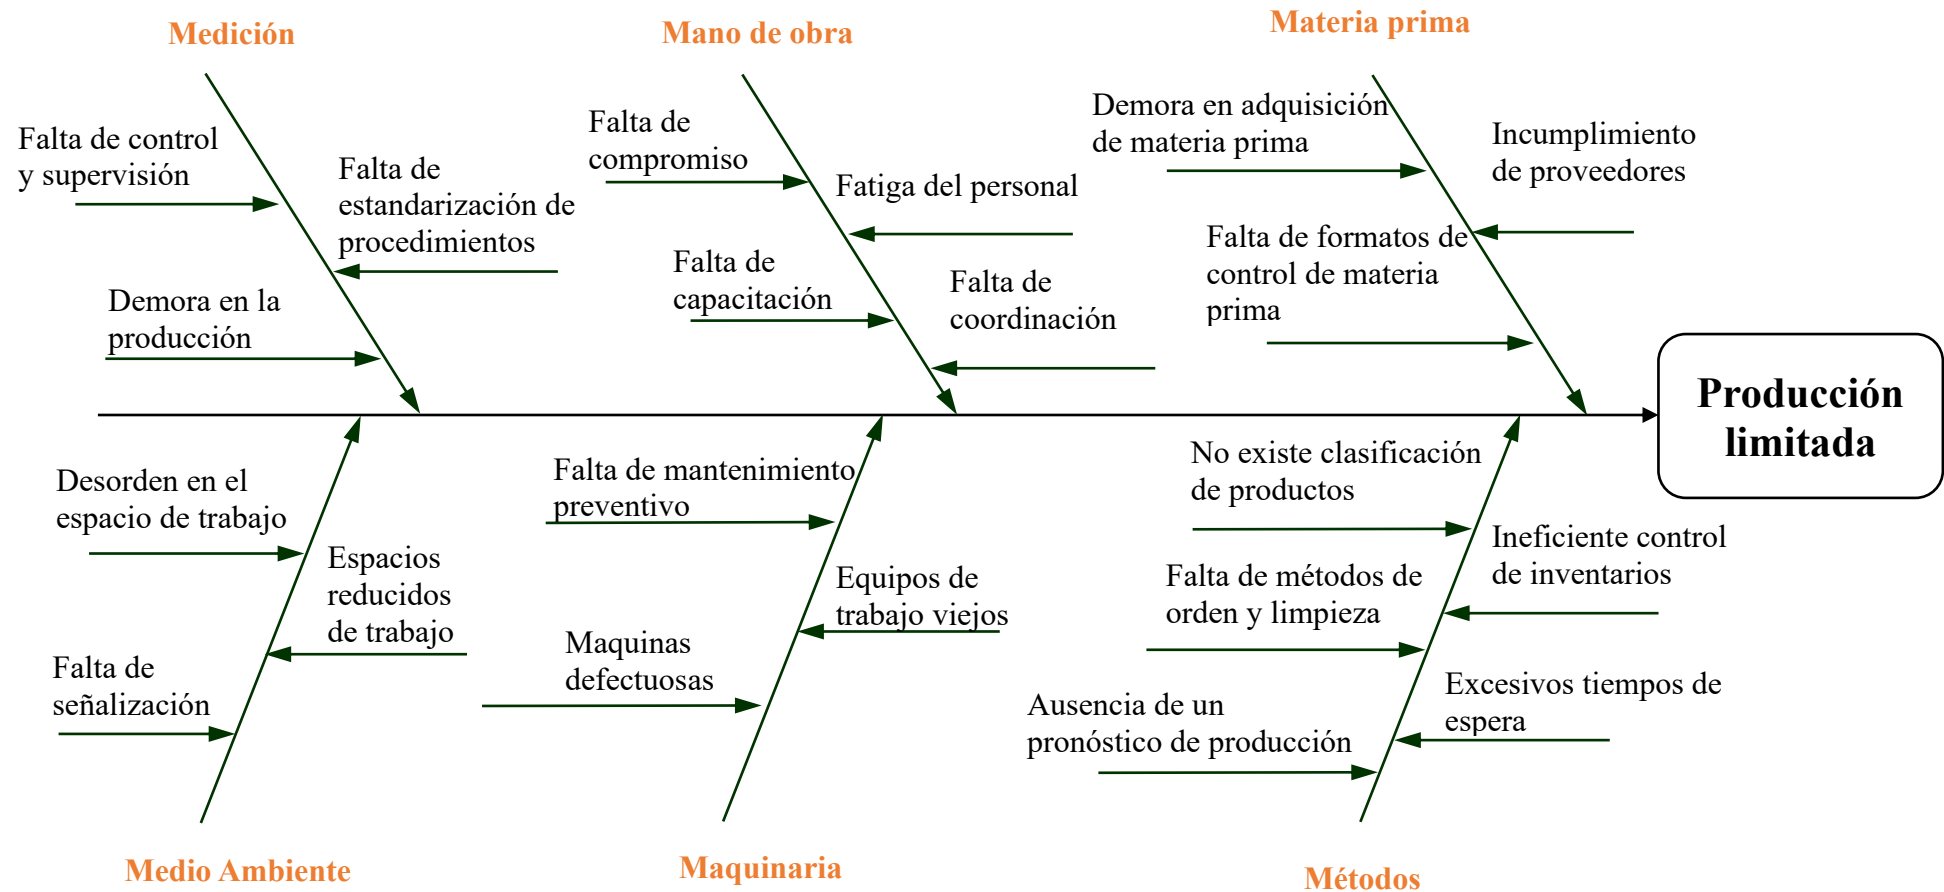 Medición
Mano de obra
Materia prima
Falta de control
y supervisión
Falta de
estandarización de
procedimientos
Demora en la
producción
Falta de
compromiso
Fatiga del personal
Falta de
capacitación
Falta de
coordinación
Demora en adquisición
de materia prima
Incumplimiento
de proveedores
Falta de formatos de
control de materia
prima
Producción
limitada
Desorden en el
espacio de trabajo
Espacios
reducidos
de trabajo
Falta de
señalización
Falta de mantenimiento
preventivo
Equipos de
trabajo viejos
Maquinas
defectuosas
No existe clasificación
de productos
Ineficiente control
de inventarios
Falta de métodos de
orden y limpieza
Excesivos tiempos de
espera
Ausencia de un
pronóstico de producción
Medio Ambiente
Maquinaria
Métodos